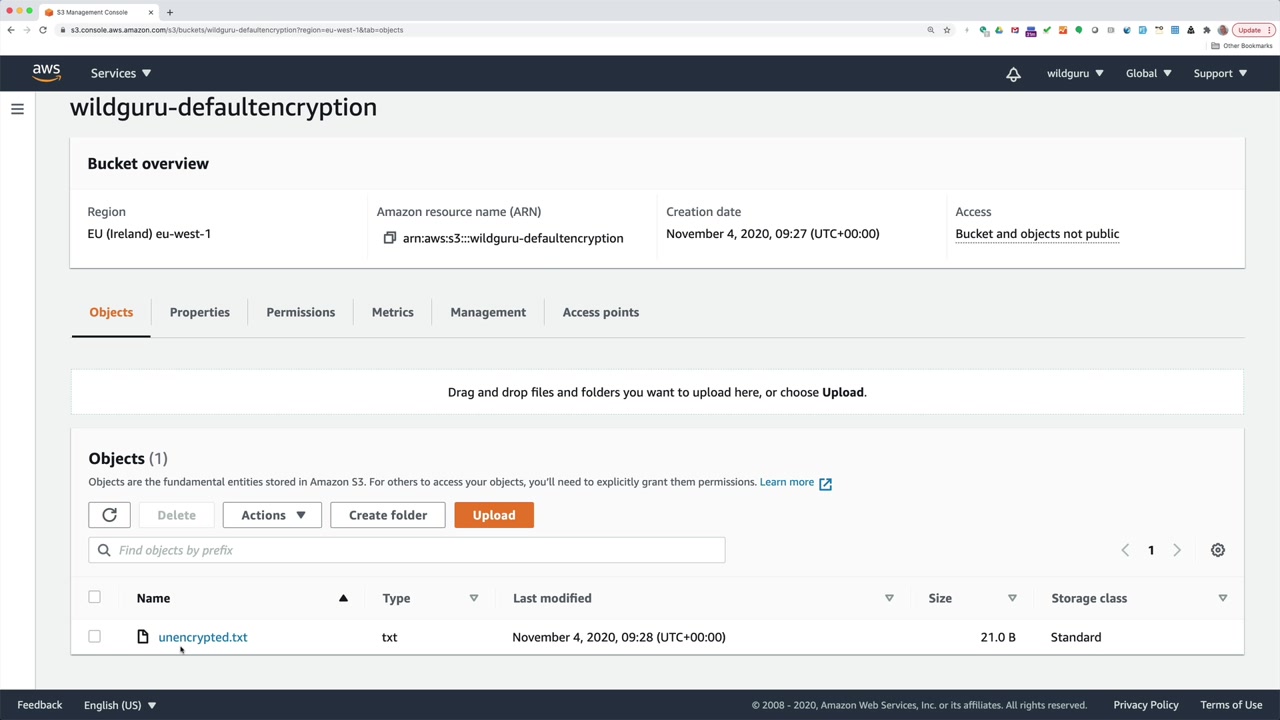 S3 Management Console
s3.console.aws.amazon.com/s3/buckets/wildguru-defaultencryption?region=eu-west-1&tab=objects
Update
Other Bookmarks
aws
Services
wildguru
Global
Support
wildguru-defaultencryption
Bucket overview
Region
Amazon resource name (ARN)
Creation date
Access
EU (Ireland) eu-west-1
arn:aws:s3:::wildguru-defaultencryption
November 4, 2020, 09:27 (UTC+00:00)
Bucket and objects not public
Objects
Properties
Permissions
Metrics
Management
Access points
Drag and drop files and folders you want to upload here, or choose Upload.
Objects (1)
Objects are the fundamental entities stored in Amazon S3. For others to access your objects, you'll need to explicitly grant them permissions. Learn more
Delete
Actions
Create folder
Upload
Find objects by prefix
1
Name
Type
Last modified
Size
Storage class
unencrypted.txt
txt
November 4, 2020, 09:28 (UTC+00:00)
21.0 B
Standard
Feedback
English (US)
© 2008 - 2020, Amazon Web Services, Inc. or its affiliates. All rights reserved.
Privacy Policy
Terms of Use